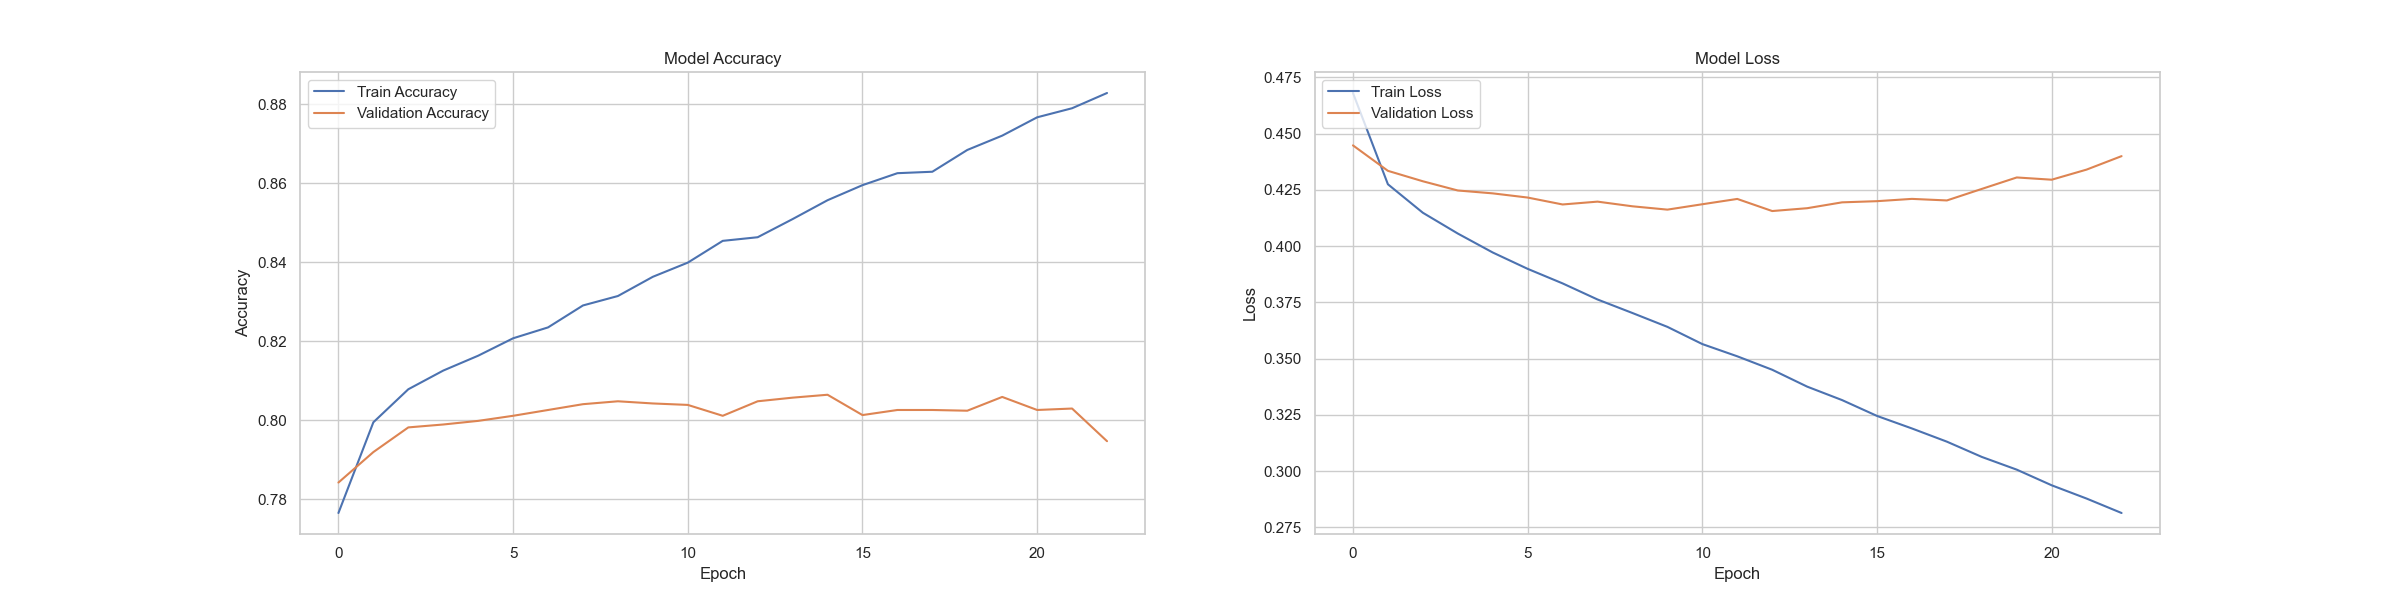 Model Accuracy
Train Accuracy
Validation Accuracy
0.88
0.86
0.84
0.82
0.80
0.78
Accuracy
0 5 10 15 20
Epoch
Model Loss
Train Loss
Validation Loss
0.475
0.450
0.425
0.400
0.375
0.350
0.325
0.300
0.275
Loss
0 5 10 15 20
Epoch